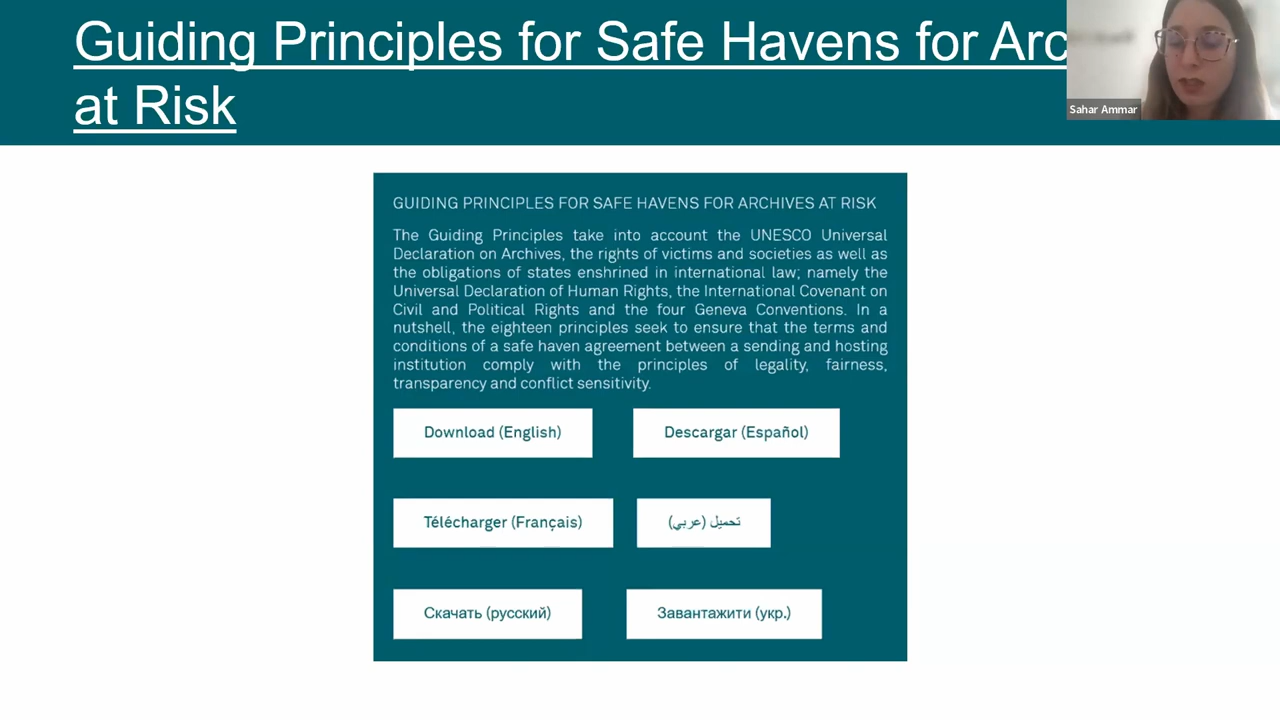 Guiding Principles for Safe Havens for Arc
at Risk
Sahar Ammar
GUIDING PRINCIPLES FOR SAFE HAVENS FOR ARCHIVES AT RISK
The Guiding Principles take into account the UNESCO Universal
Declaration on Archives, the rights of victims and societies as well as
the obligations of states enshrined in international law; namely the
Universal Declaration of Human Rights, the International Covenant on
Civil and Political Rights and the four Geneva Conventions. In a
nutshell, the eighteen principles seek to ensure that the terms and
conditions of a safe haven agreement between a sending and hosting
institution comply with the principles of legality, fairness,
transparency and conflict sensitivity.
Download (English)
Descargar (Español)
Télécharger (Français)
تحميل (عربي)
Скачать (русский)
Завантажити (укр.)